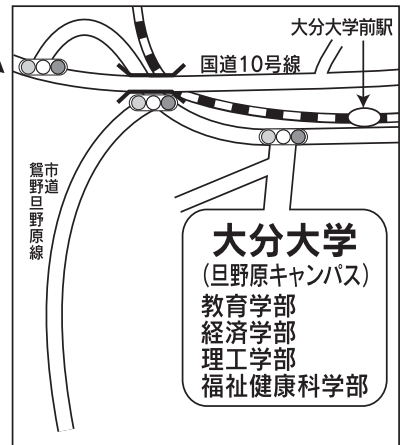 大分大学前駅
国道10号線
市道
鴛野旦野原線
大分大学
(旦野原キャンパス)
教育学部
経済学部
理工学部
福祉健康科学部